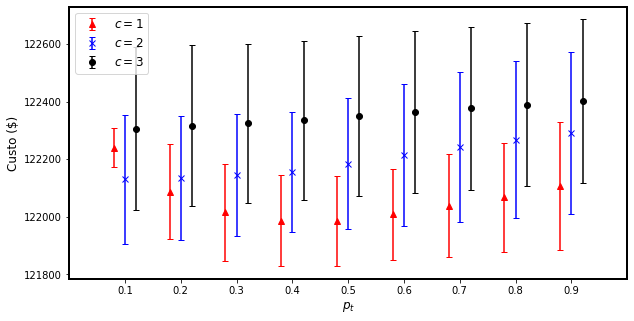 c = 1
c = 2
c = 3
Custo ($)
122600
122400
122200
122000
121800
0.1 0.2 0.3 0.4 0.5 0.6 0.7 0.8 0.9
p_t